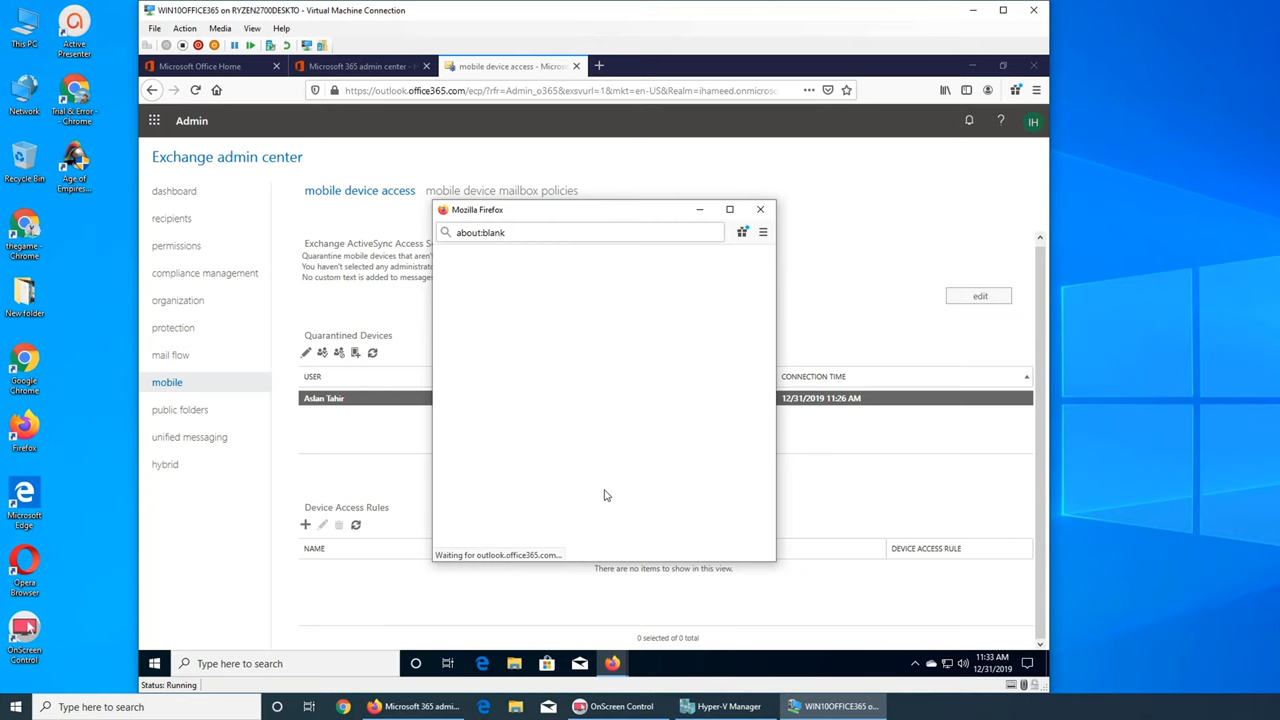 WIN10OFFICE365 on RYZEN2700DESKTO - Virtual Machine Connection
File Action Media View Help
Microsoft Office Home
Microsoft 365 admin center -
mobile device access - Micros
https://outlook.office365.com/ecp/?rfr=Admin_o365&exsvurl=1&mkt=en-US&Realm=ihameed.onmicros
Admin
IH
Exchange admin center
dashboard
recipients
permissions
compliance management
organization
protection
mail flow
mobile
public folders
unified messaging
hybrid
mobile device access mobile device mailbox policies
Exchange ActiveSync Access Se
Quarantine mobile devices that aren'
You haven't selected any administrat
No custom text is added to message
edit
Quarantined Devices
USER
CONNECTION TIME
Aslan Tahir
12/31/2019 11:26 AM
Device Access Rules
NAME
DEVICE ACCESS RULE
There are no items to show in this view.
0 selected of 0 total
Mozilla Firefox
about:blank
Waiting for outlook.office365.com...
Type here to search
11:33 AM
12/31/2019
Status: Running
This PC
Active
Presenter
Network
Trial & Error -
- Chrome
Recycle Bin
Age of
Empires...
thegame -
Chrome
New folder
Google
Chrome
Firefox
Microsoft
Edge
Opera
Browser
OnScreen
Control
Type here to search
Microsoft 365 admi...
OnScreen Control
Hyper-V Manager
WIN10OFFICE365 o...